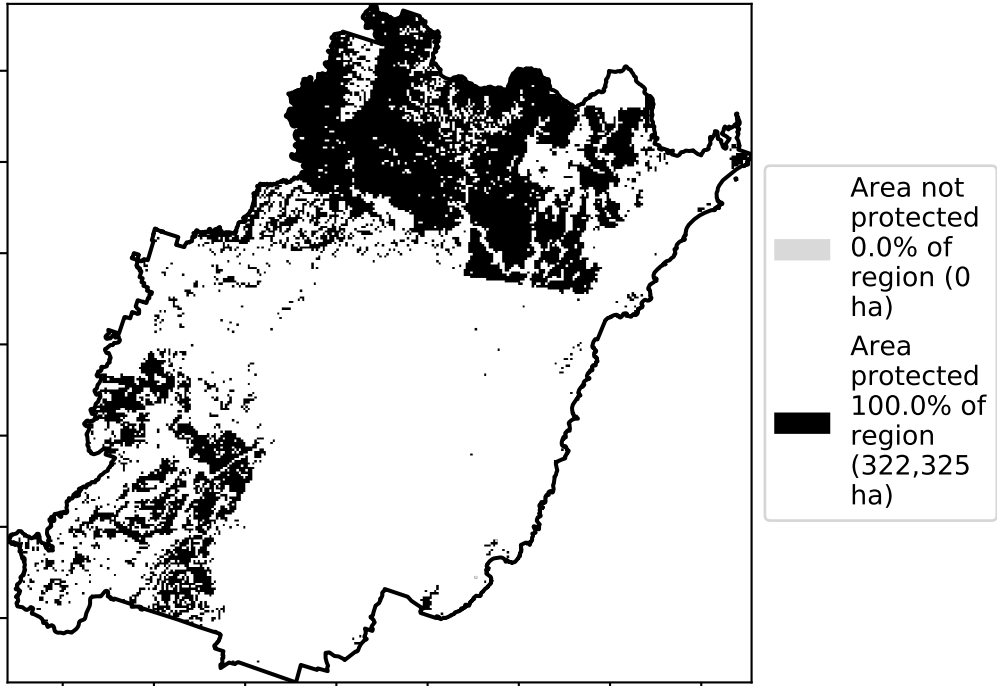 Area not
protected
0.0% of
region (0
ha)
Area
protected
100.0% of
region
(322,325
ha)